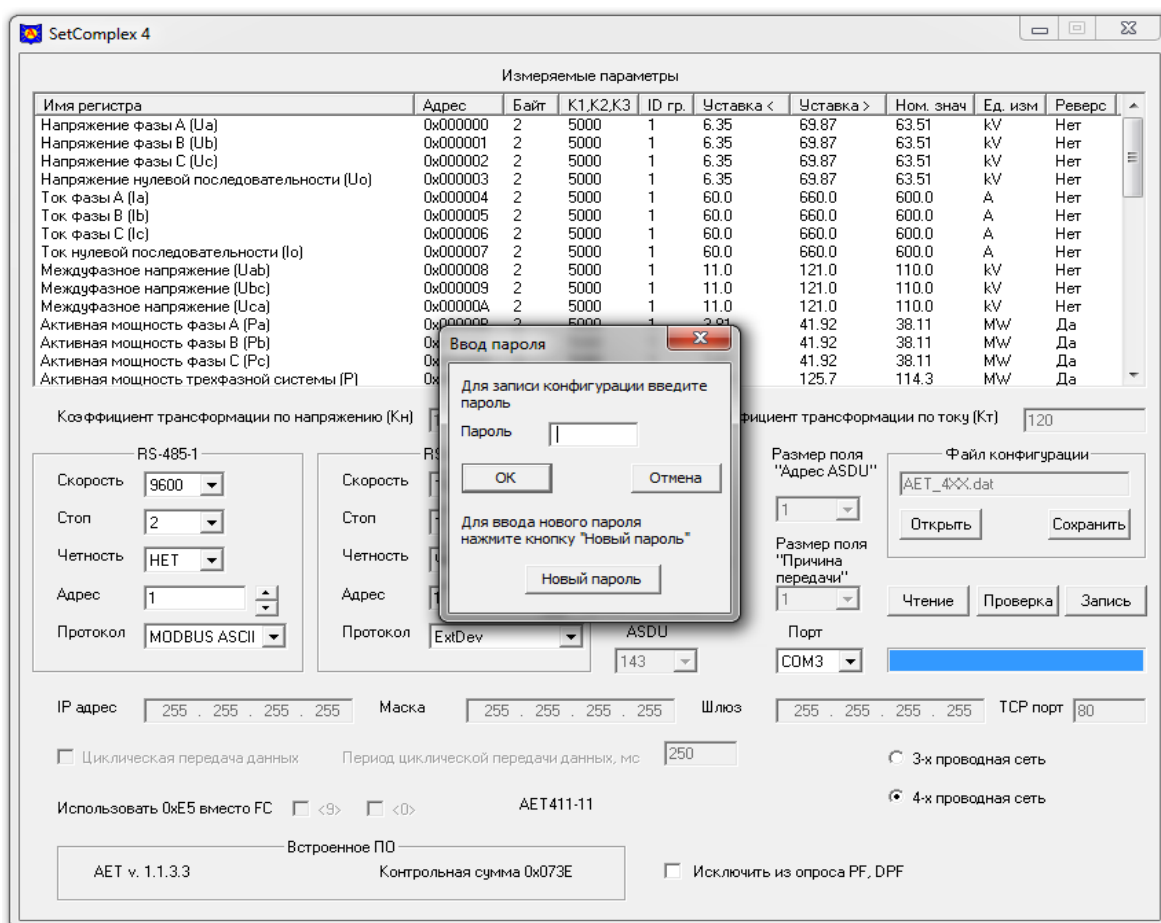 SetComplex 4
Измеряемые параметры
Имя регистра Адрес Байт K1,K2,K3 ID гр. Уставка < Уставка > Ном. знач Ед. изм Реверс
Напряжение фазы A (Ua) 0x000000 2 5000 1 6.35 69.87 63.51 kV Нет
Напряжение фазы B (Ub) 0x000001 2 5000 1 6.35 69.87 63.51 kV Нет
Напряжение фазы C (Uc) 0x000002 2 5000 1 6.35 69.87 63.51 kV Нет
Напряжение нулевой последовательности (Uo) 0x000003 2 5000 1 6.35 69.87 63.51 kV Нет
Ток фазы A (Ia) 0x000004 2 5000 1 60.0 660.0 600.0 A Нет
Ток фазы B (Ib) 0x000005 2 5000 1 60.0 660.0 600.0 A Нет
Ток фазы C (Ic) 0x000006 2 5000 1 60.0 660.0 600.0 A Нет
Ток нулевой последовательности (Io) 0x000007 2 5000 1 60.0 660.0 600.0 A Нет
Междуфазное напряжение (Uab) 0x000008 2 5000 1 11.0 121.0 110.0 kV Нет
Междуфазное напряжение (Ubc) 0x000009 2 5000 1 11.0 121.0 110.0 kV Нет
Междуфазное напряжение (Uca) 0x00000A 2 5000 1 11.0 121.0 110.0 kV Нет
Активная мощность фазы A (Pa) 41.92 38.11 MW Да
Активная мощность фазы B (Pb) 41.92 38.11 MW Да
Активная мощность фазы C (Pc) 41.92 38.11 MW Да
Активная мощность трехфазной системы (P) 125.7 114.3 MW Да
Ввод пароля
Для записи конфигурации введите
пароль
Пароль
OK Отмена
Для ввода нового пароля
нажмите кнопку "Новый пароль"
Новый пароль
Коэффициент трансформации по напряжению (Кн) трансформации по току (Кт) 120
RS-485-1
Скорость 9600
Стоп 2
Четность НЕТ
Адрес 1
Протокол MODBUS ASCII
Скорость
Стоп
Четность
Адрес
Протокол ExtDev
ASDU
143
Размер поля
"Адрес ASDU"
1
Размер поля
"Причина
передачи"
1
Порт
COM3
Файл конфигурации
AET_4XX.dat
Открыть Сохранить
Чтение Проверка Запись
IP адрес 255 . 255 . 255 . 255 Маска 255 . 255 . 255 . 255 Шлюз 255 . 255 . 255 . 255 TCP порт 80
Циклическая передача данных Период циклической передачи данных, мс 250
3-х проводная сеть
4-х проводная сеть
Использовать 0xE5 вместо FC <9> <0> AET411-11
Встроенное ПО
AET v. 1.1.3.3 Контрольная сумма 0x073E
Исключить из опроса PF, DPF